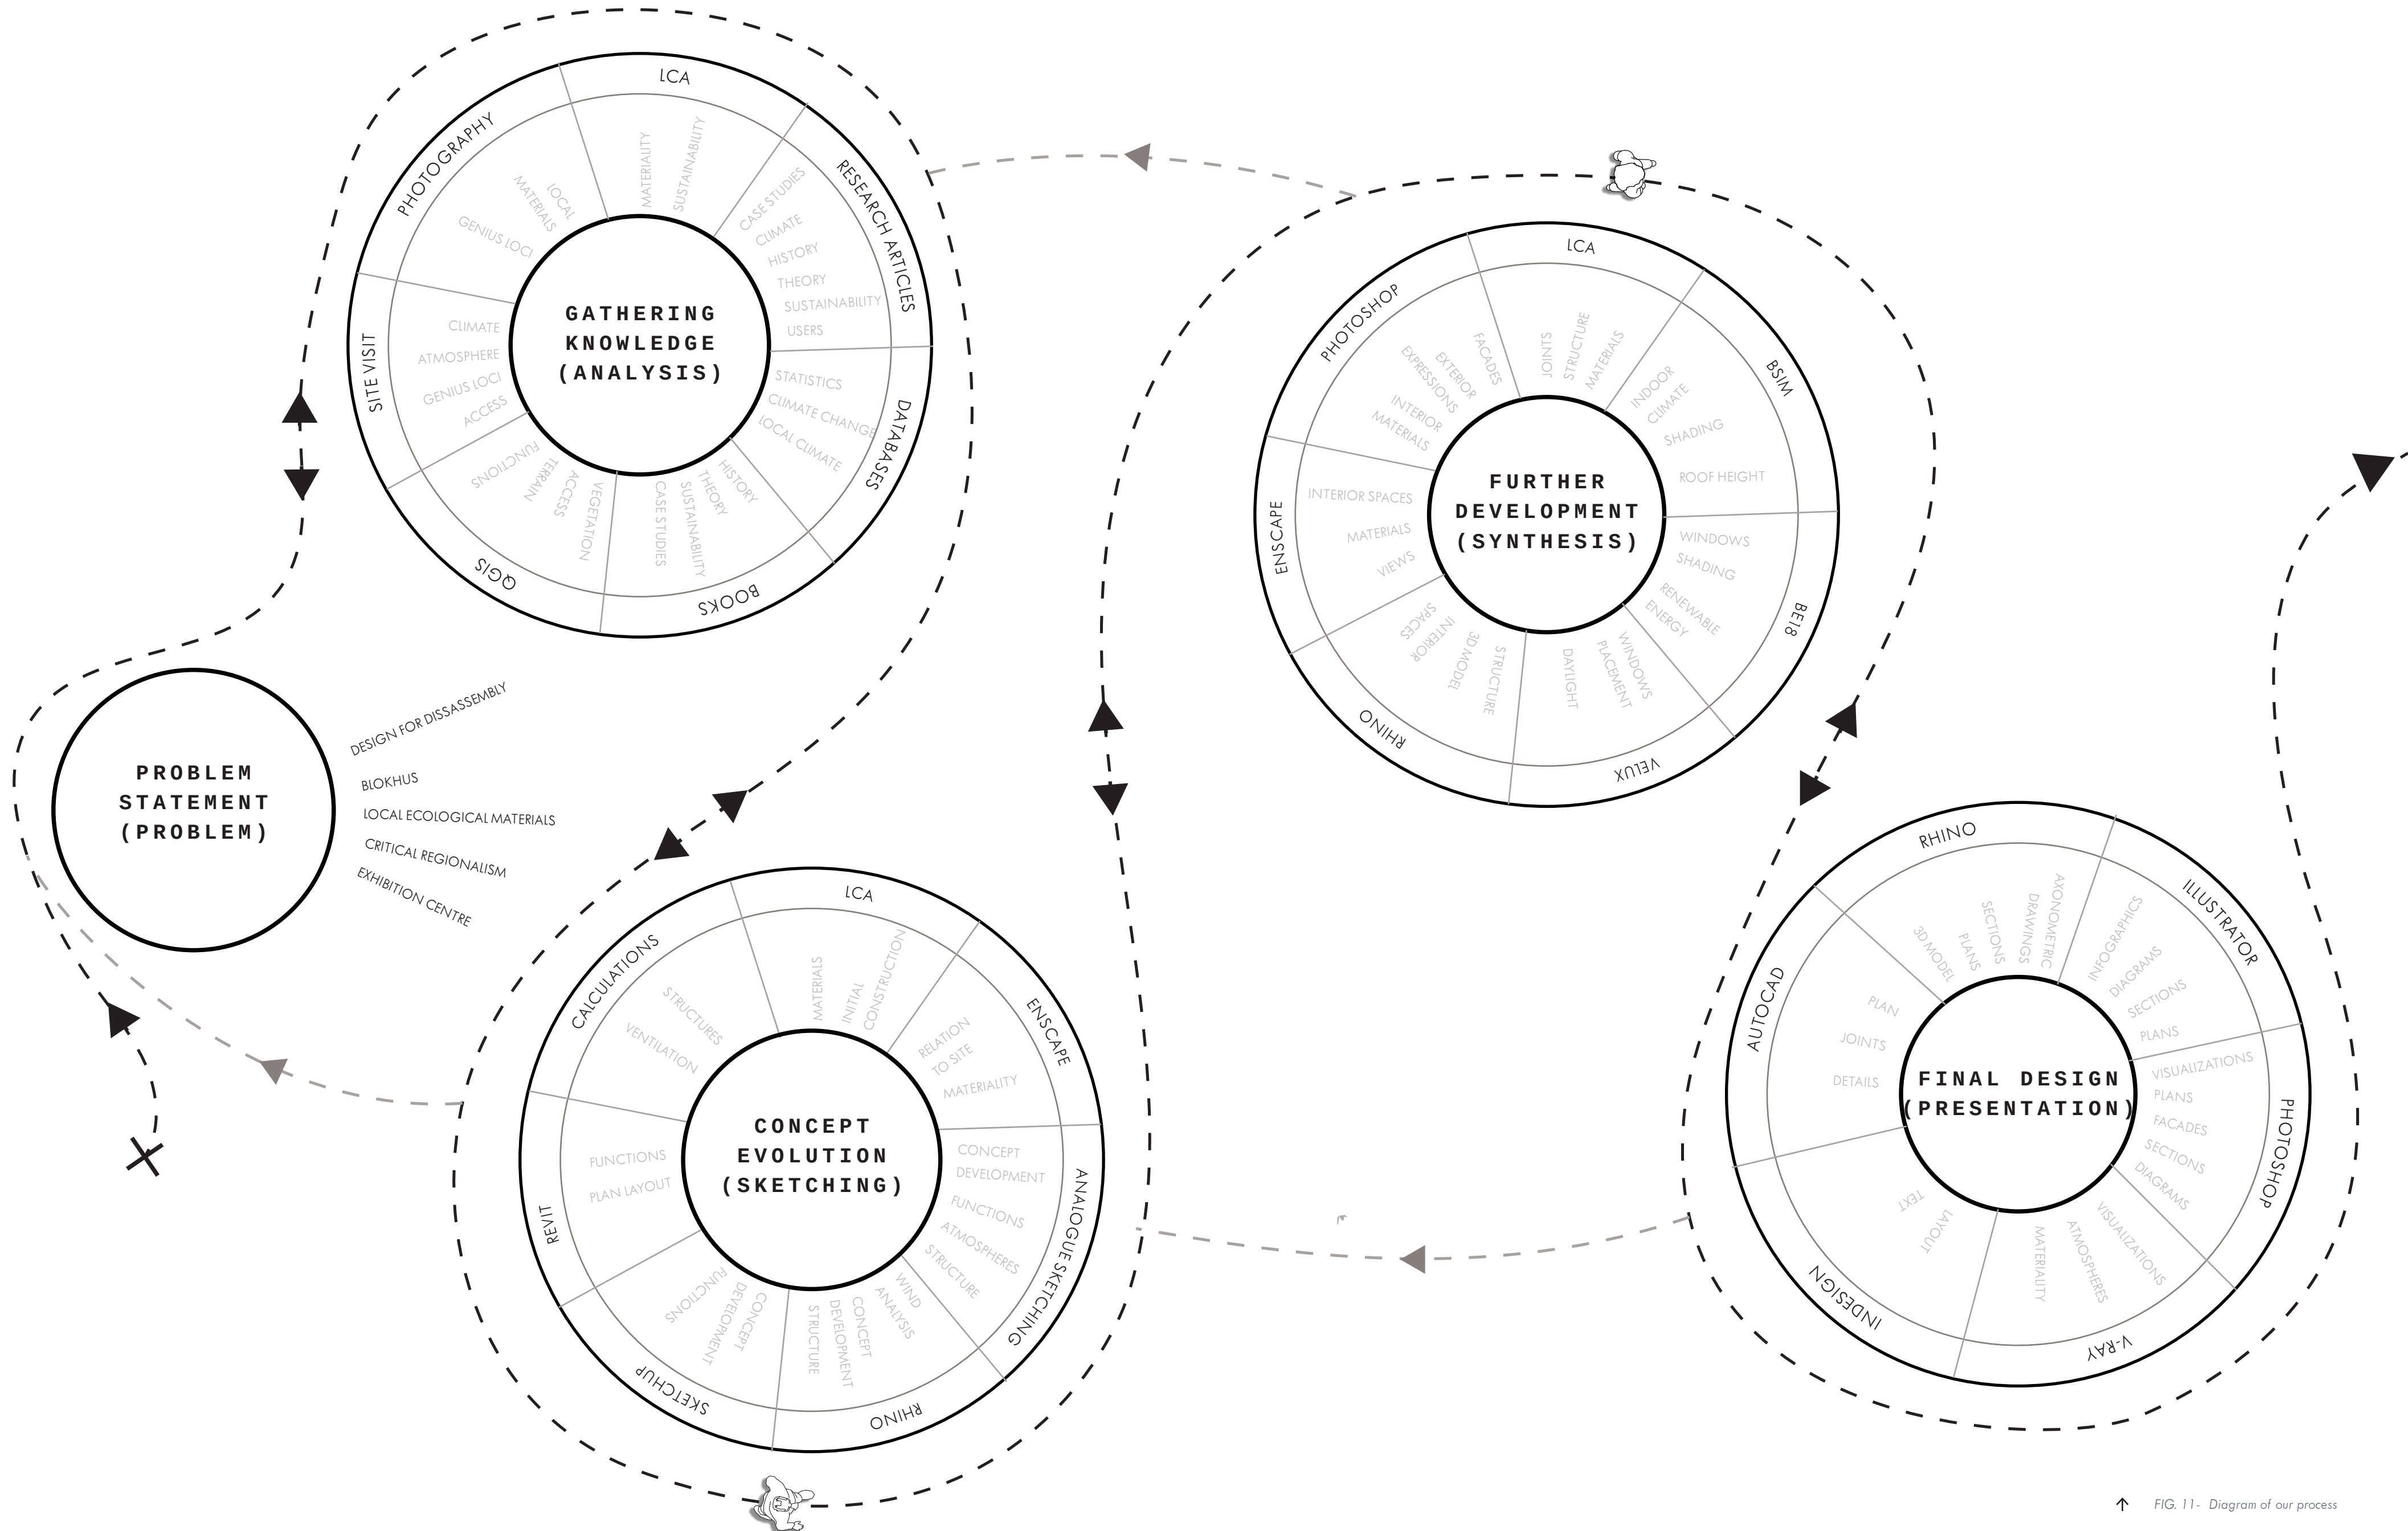 PROBLEM
STATEMENT
(PROBLEM)
DESIGN FOR DISSASSEMBLY
BLOKHUS
LOCAL ECOLOGICAL MATERIALS
CRITICAL REGIONALISM
EXHIBITION CENTRE
GATHERING
KNOWLEDGE
(ANALYSIS)
LCA
MATERIALITY
SUSTAINABILITY
RESEARCH ARTICLES
CASE STUDIES
CLIMATE
HISTORY
THEORY
SUSTAINABILITY
USERS
DATABASES
STATISTICS
CLIMATE CHANGE
LOCAL CLIMATE
BOOKS
HISTORY
THEORY
SUSTAINABILITY
CASE STUDIES
QGIS
VEGETATION
ACCESS
TERRAIN
FUNCTIONS
SITE VISIT
CLIMATE
ATMOSPHERE
GENIUS LOCI
ACCESS
PHOTOGRAPHY
GENIUS LOCI
LOCAL
MATERIALS
CONCEPT
EVOLUTION
(SKETCHING)
LCA
MATERIALS
INITIAL
CONSTRUCTION
ENSCAPE
RELATION
TO SITE
MATERIALITY
ANALOGUE SKETCHING
CONCEPT
DEVELOPMENT
FUNCTIONS
ATMOSPHERES
STRUCTURE
RHINO
WIND
ANALYSIS
CONCEPT
DEVELOPMENT
STRUCTURE
SKETCHUP
CONCEPT
DEVELOPMENT
FUNCTIONS
REVIT
FUNCTIONS
PLAN LAYOUT
CALCULATIONS
STRUCTURES
VENTILATION
FURTHER
DEVELOPMENT
(SYNTHESIS)
LCA
JOINTS
STRUCTURE
MATERIALS
BSIM
INDOOR
CLIMATE
SHADING
ROOF HEIGHT
BE18
WINDOWS
SHADING
RENEWABLE
ENERGY
VELUX
WINDOWS
PLACEMENT
DAYLIGHT
RHINO
STRUCTURE
3D MODEL
INTERIOR
SPACES
ENSCAPE
INTERIOR SPACES
MATERIALS
VIEWS
PHOTOSHOP
FACADES
EXTERIOR
EXPRESSIONS
INTERIOR
MATERIALS
FINAL DESIGN
(PRESENTATION)
RHINO
3D MODEL
PLANS
SECTIONS
AXONOMETRIC
DRAWINGS
ILLUSTRATOR
INFOGRAPHICS
DIAGRAMS
SECTIONS
PLANS
PHOTOSHOP
VISUALIZATIONS
PLANS
FACADES
SECTIONS
DIAGRAMS
V-RAY
VISUALIZATIONS
ATMOSPHERES
MATERIALITY
INDESIGN
LAYOUT
TEXT
AUTOCAD
PLAN
JOINTS
DETAILS
↑ FIG. 11- Diagram of our process